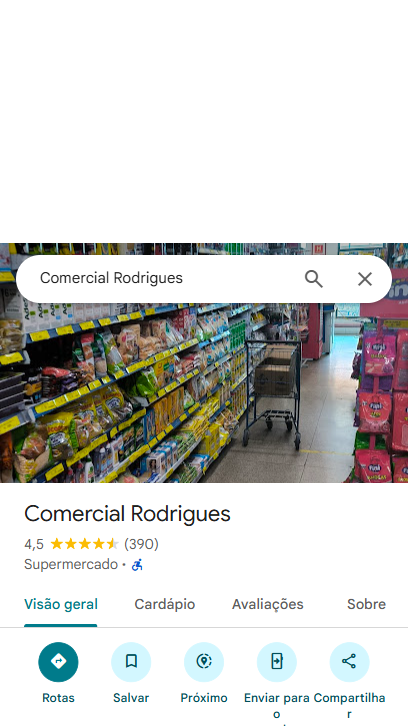 Comercial Rodrigues
Comercial Rodrigues
4,5 (390)
Supermercado ·
Visão geral Cardápio Avaliações Sobre
Rotas Salvar Próximo Enviar para o Compartilhar